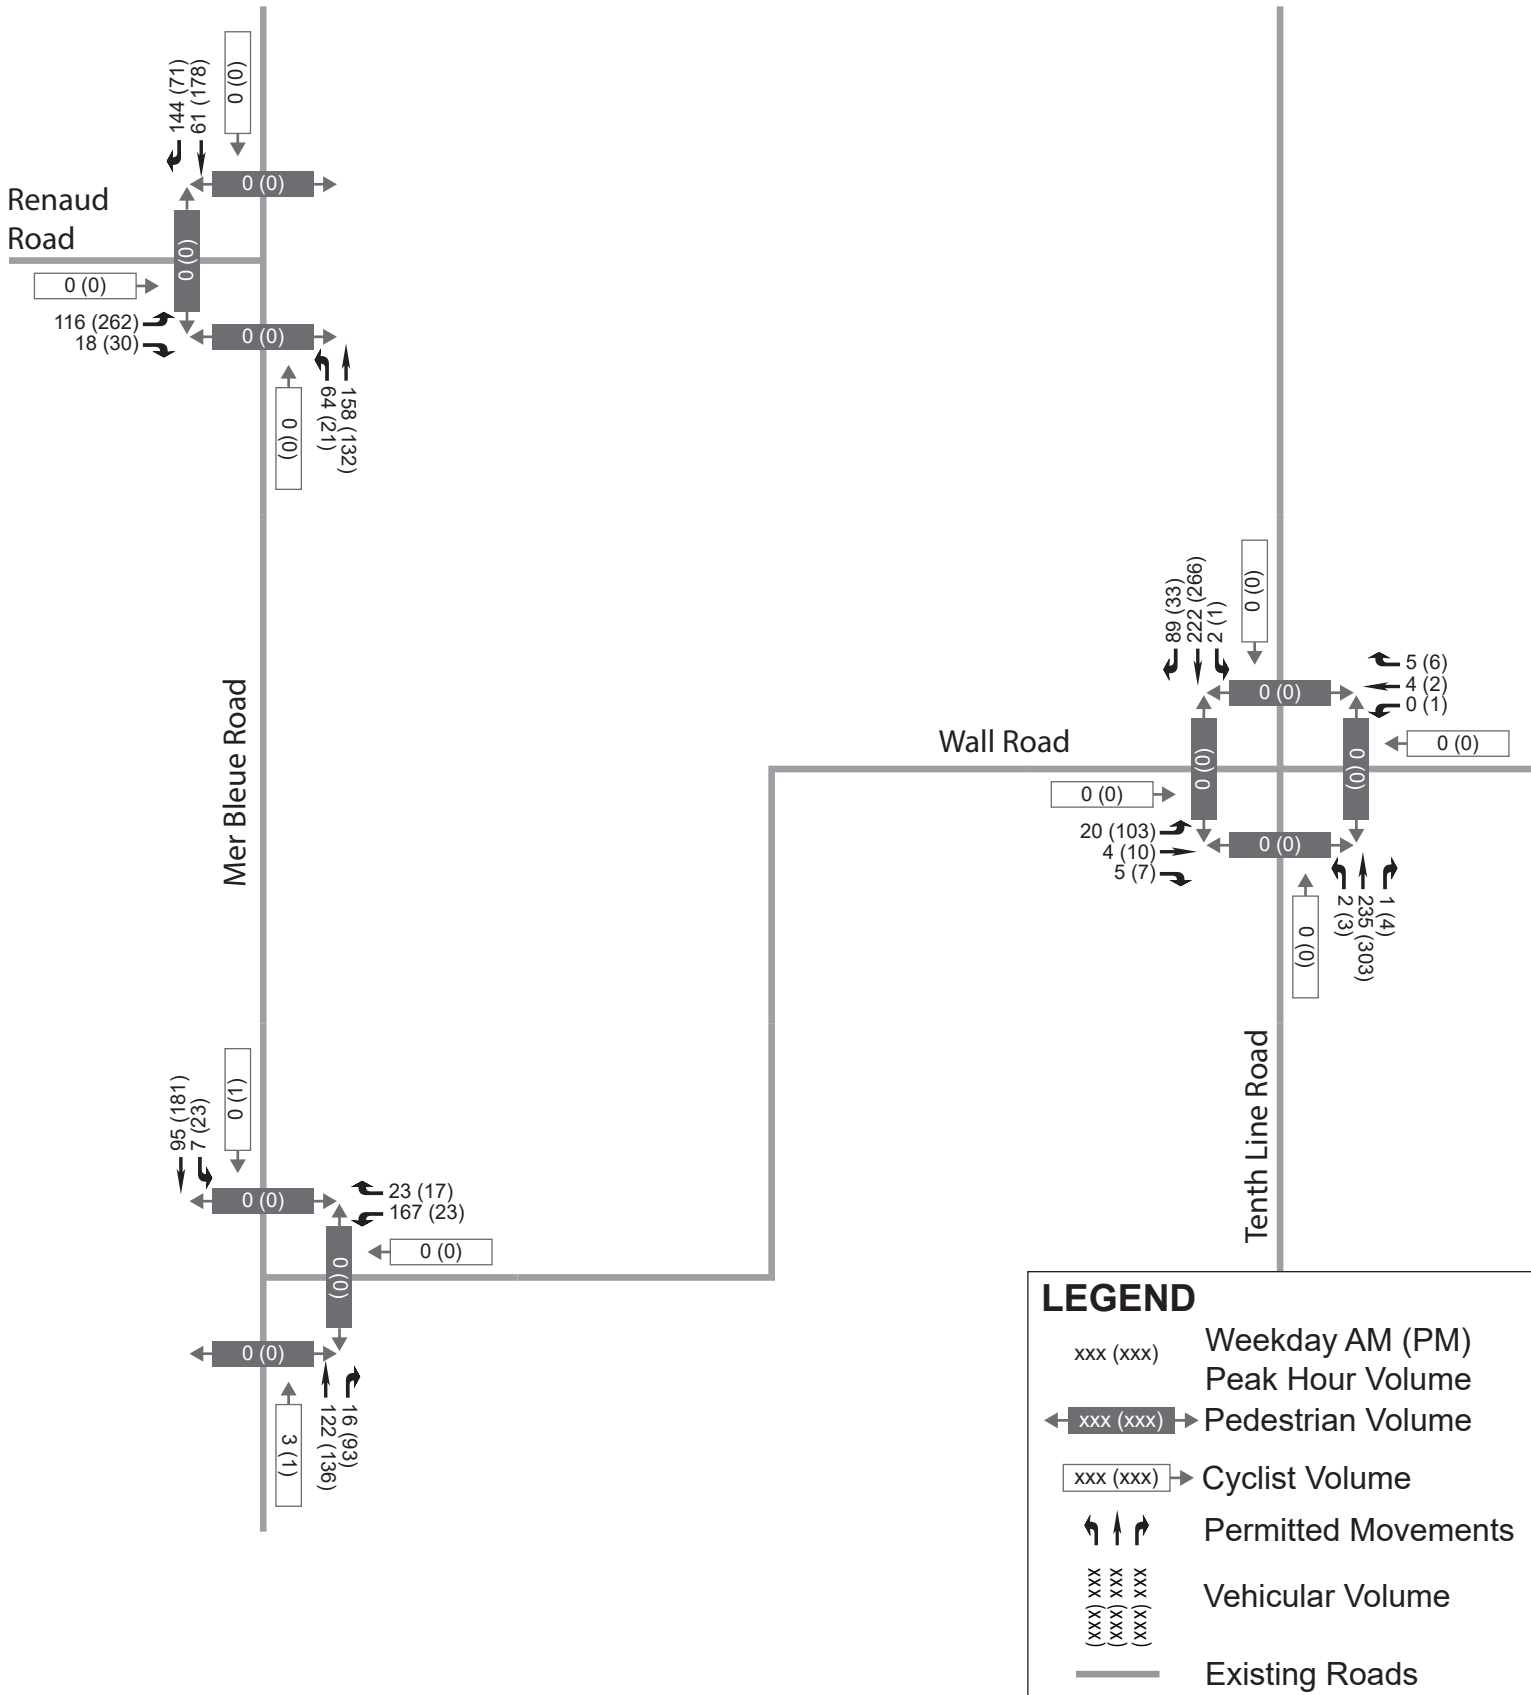 144 (71)
61 (178)
0 (0)
0 (0)
Renaud
Road
0 (0)
0 (0)
116 (262)
18 (30)
0 (0)
0 (0)
64 (21)
158 (132)
Mer Bleue Road
89 (33)
222 (266)
2 (1)
0 (0)
5 (6)
4 (2)
0 (1)
0 (0)
0 (0)
Wall Road
0 (0)
0 (0)
0 (0)
20 (103)
4 (10)
5 (7)
0 (0)
0 (0)
2 (3)
235 (303)
1 (4)
Tenth Line Road
95 (181)
7 (23)
0 (1)
0 (0)
23 (17)
167 (23)
0 (0)
0 (0)
0 (0)
3 (1)
122 (136)
16 (93)
LEGEND
xxx (xxx)
Weekday AM (PM)
Peak Hour Volume
xxx (xxx)
Pedestrian Volume
xxx (xxx)
Cyclist Volume
Permitted Movements
xxx (xxx)
xxx (xxx)
xxx (xxx)
Vehicular Volume
Existing Roads